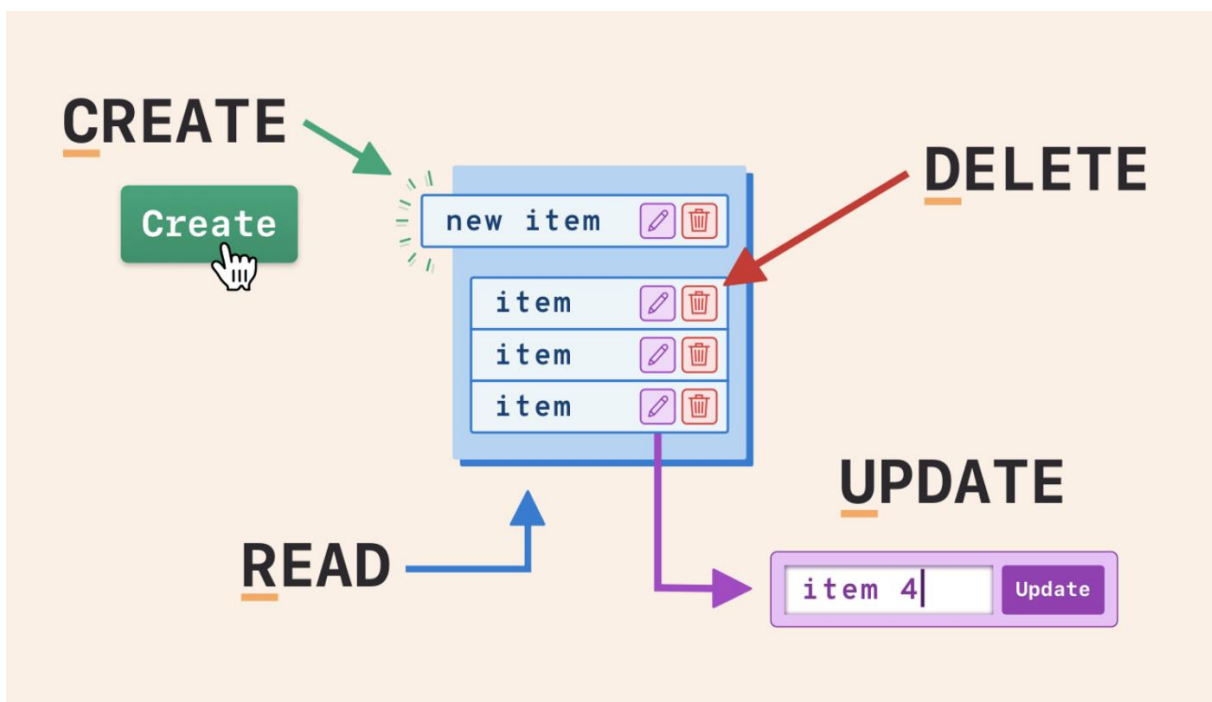 CREATE
Create
new item
item
item
item
DELETE
READ
UPDATE
item 4
Update